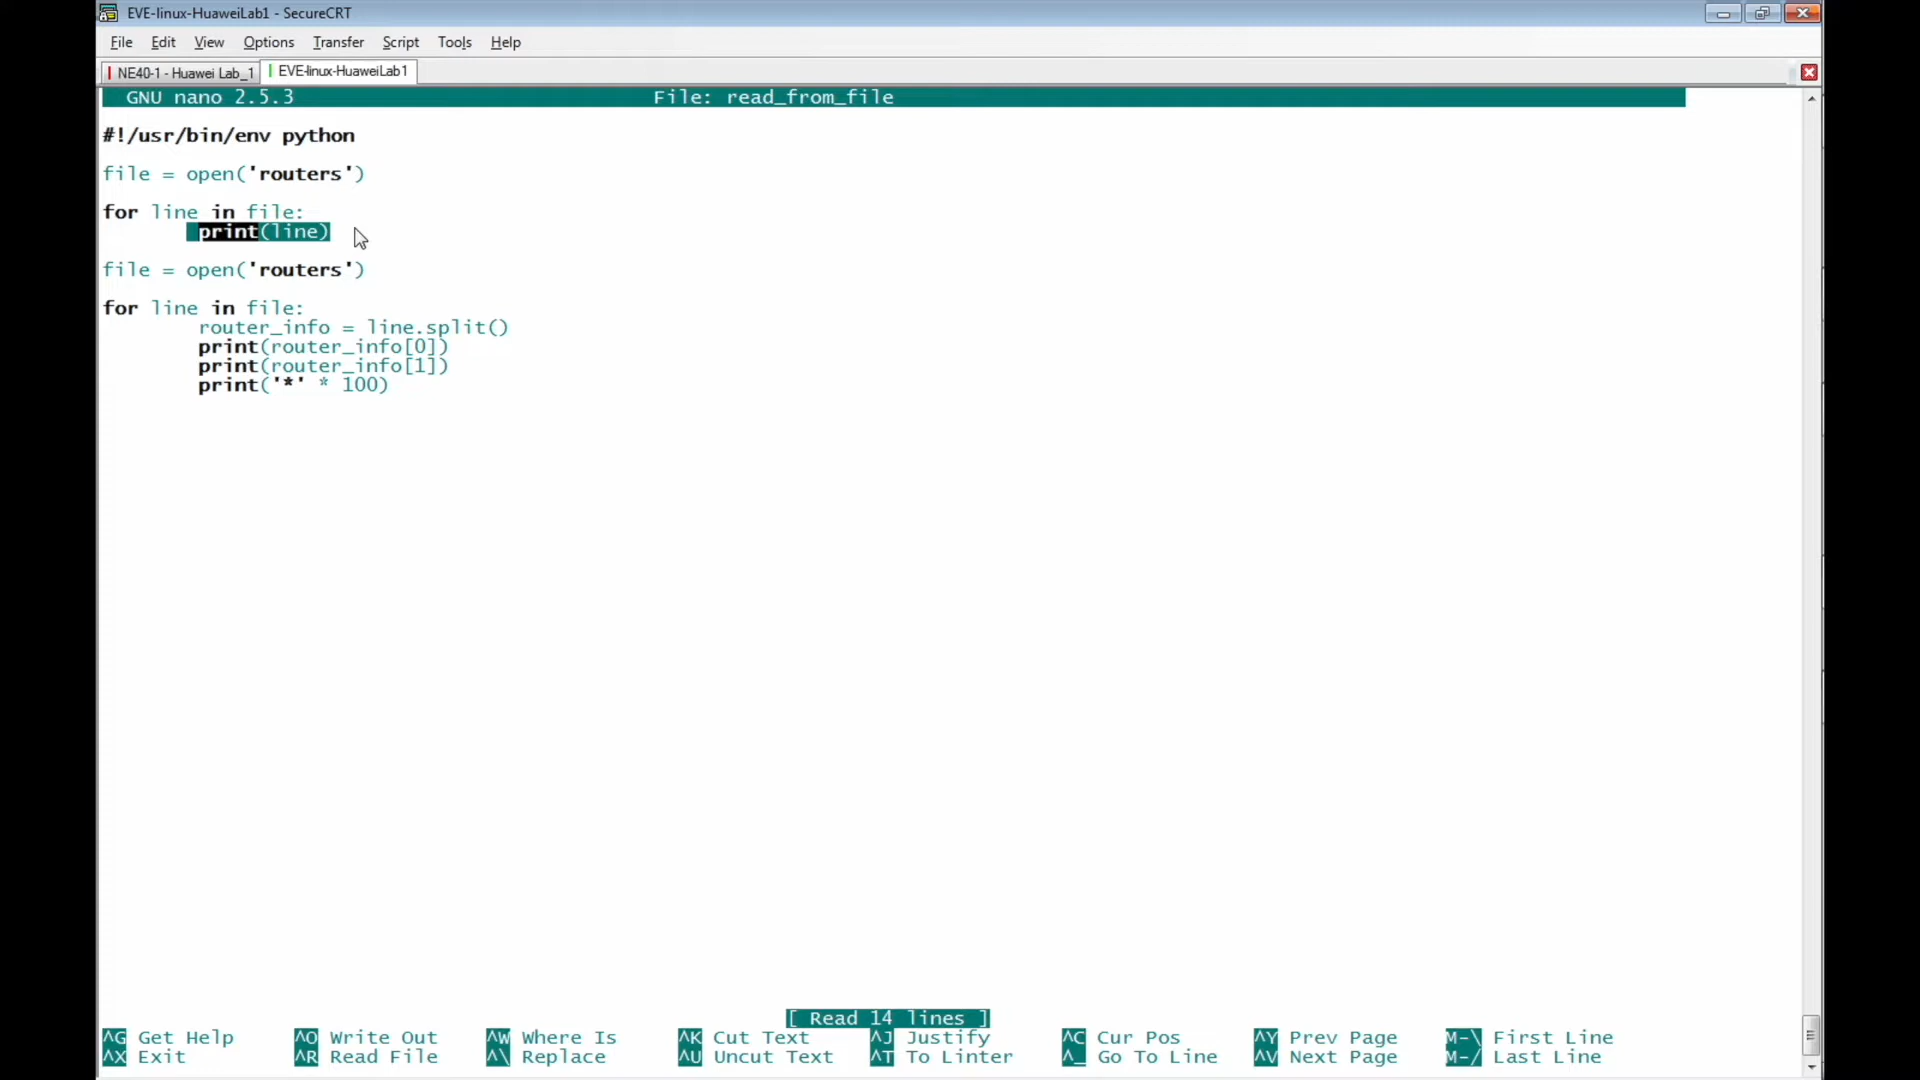 EVE-linux-HuaweiLab1 - SecureCRT
File Edit View Options Transfer Script Tools Help
NE40-1 - Huawei Lab_1 EVE-linux-HuaweiLab1
GNU nano 2.5.3 File: read_from_file
#!/usr/bin/env python
file = open('routers')
for line in file:
print(line)
file = open('routers')
for line in file:
router_info = line.split()
print(router_info[0])
print(router_info[1])
print('*' * 100)
[ Read 14 lines ]
^G Get Help ^O Write Out ^W Where Is ^K Cut Text ^J Justify ^C Cur Pos ^Y Prev Page M-\ First Line
^X Exit ^R Read File ^\ Replace ^U Uncut Text ^T To Linter ^_ Go To Line ^V Next Page M-/ Last Line